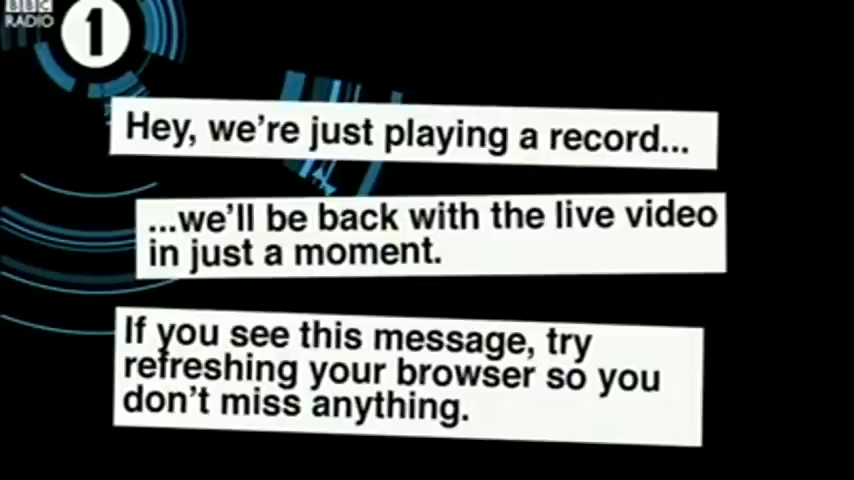 BBC
RADIO
1
Hey, we're just playing a record...
...we'll be back with the live video
in just a moment.
If you see this message, try
refreshing your browser so you
don't miss anything.